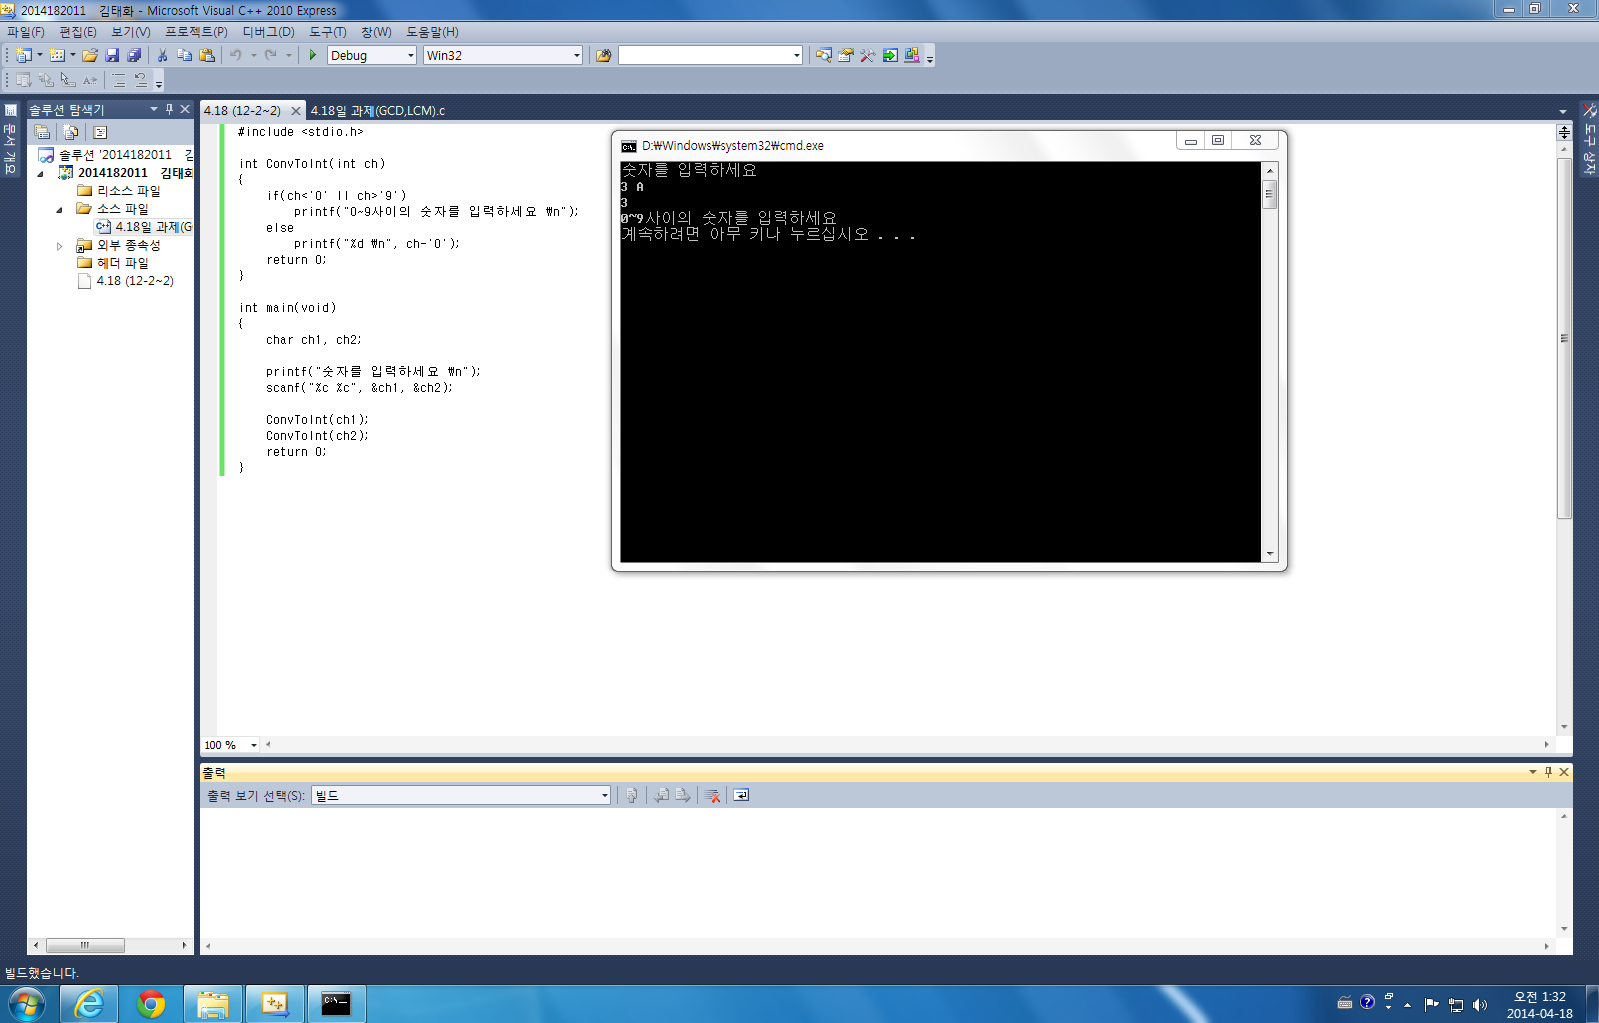 2014182011 김태화 - Microsoft Visual C++ 2010 Express
파일(F) 편집(E) 보기(V) 프로젝트(P) 디버그(D) 도구(T) 창(W) 도움말(H)
Debug Win32
문서 개요
솔루션 탐색기
솔루션 '2014182011 김
2014182011 김태화
리소스 파일
소스 파일
4.18일 과제(G
외부 종속성
헤더 파일
4.18 (12-2~2)
4.18 (12-2~2) 4.18일 과제(GCD,LCM).c
#include <stdio.h>
int ConvToInt(int ch)
{
if(ch<'0' || ch>'9')
printf("0~9사이의 숫자를 입력하세요 ₩n");
else
printf("%d ₩n", ch-'0');
return 0;
}
int main(void)
{
char ch1, ch2;
printf("숫자를 입력하세요 ₩n");
scanf("%c %c", &ch1, &ch2);
ConvToInt(ch1);
ConvToInt(ch2);
return 0;
}
100 %
D:₩Windows₩system32₩cmd.exe
숫자를 입력하세요
3 A
3
0~9사이의 숫자를 입력하세요
계속하려면 아무 키나 누르십시오 . . .
도구 상자
출력
출력 보기 선택(S): 빌드
빌드했습니다.
오전 1:32
2014-04-18